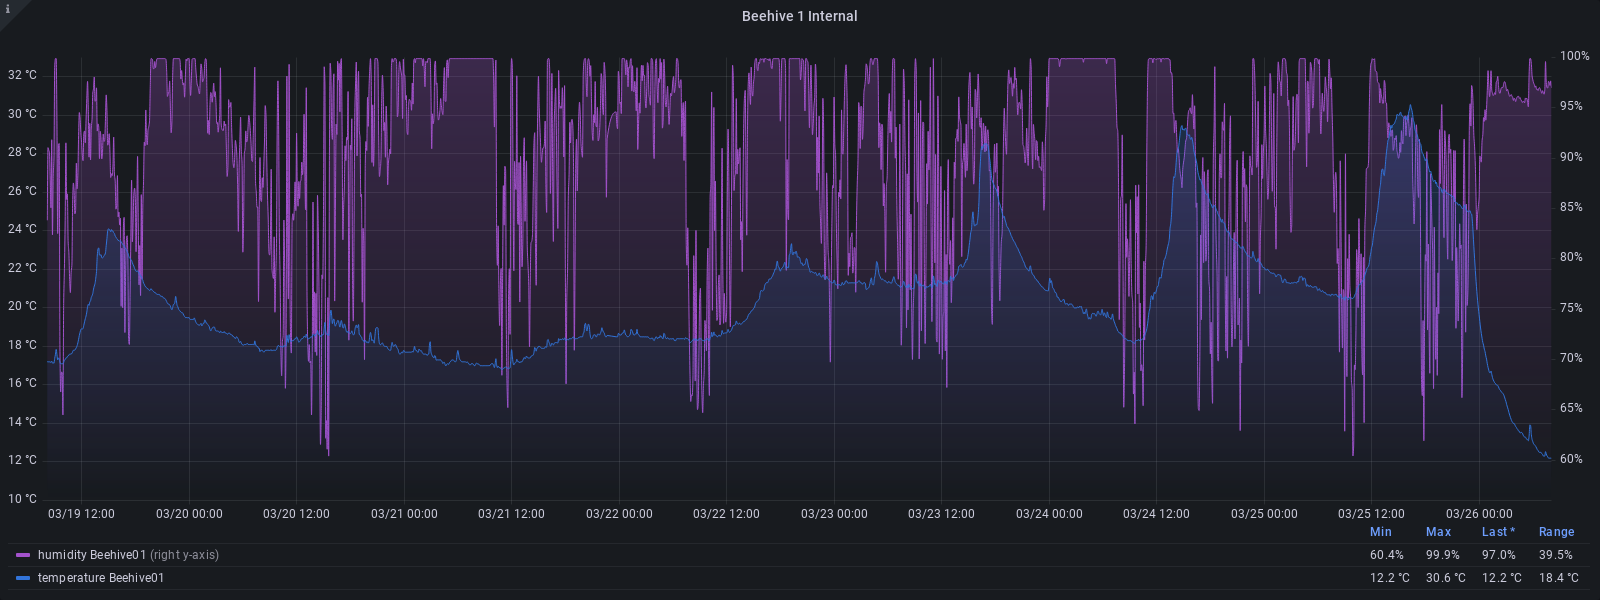 i
Beehive 1 Internal
32 °C
30 °C
28 °C
26 °C
24 °C
22 °C
20 °C
18 °C
16 °C
14 °C
12 °C
10 °C
100%
95%
90%
85%
80%
75%
70%
65%
60%
03/19 12:00 03/20 00:00 03/20 12:00 03/21 00:00 03/21 12:00 03/22 00:00 03/22 12:00 03/23 00:00 03/23 12:00 03/24 00:00 03/24 12:00 03/25 00:00 03/25 12:00 03/26 00:00
Min Max Last * Range
humidity Beehive01 (right y-axis) 60.4% 99.9% 97.0% 39.5%
temperature Beehive01 12.2 °C 30.6 °C 12.2 °C 18.4 °C